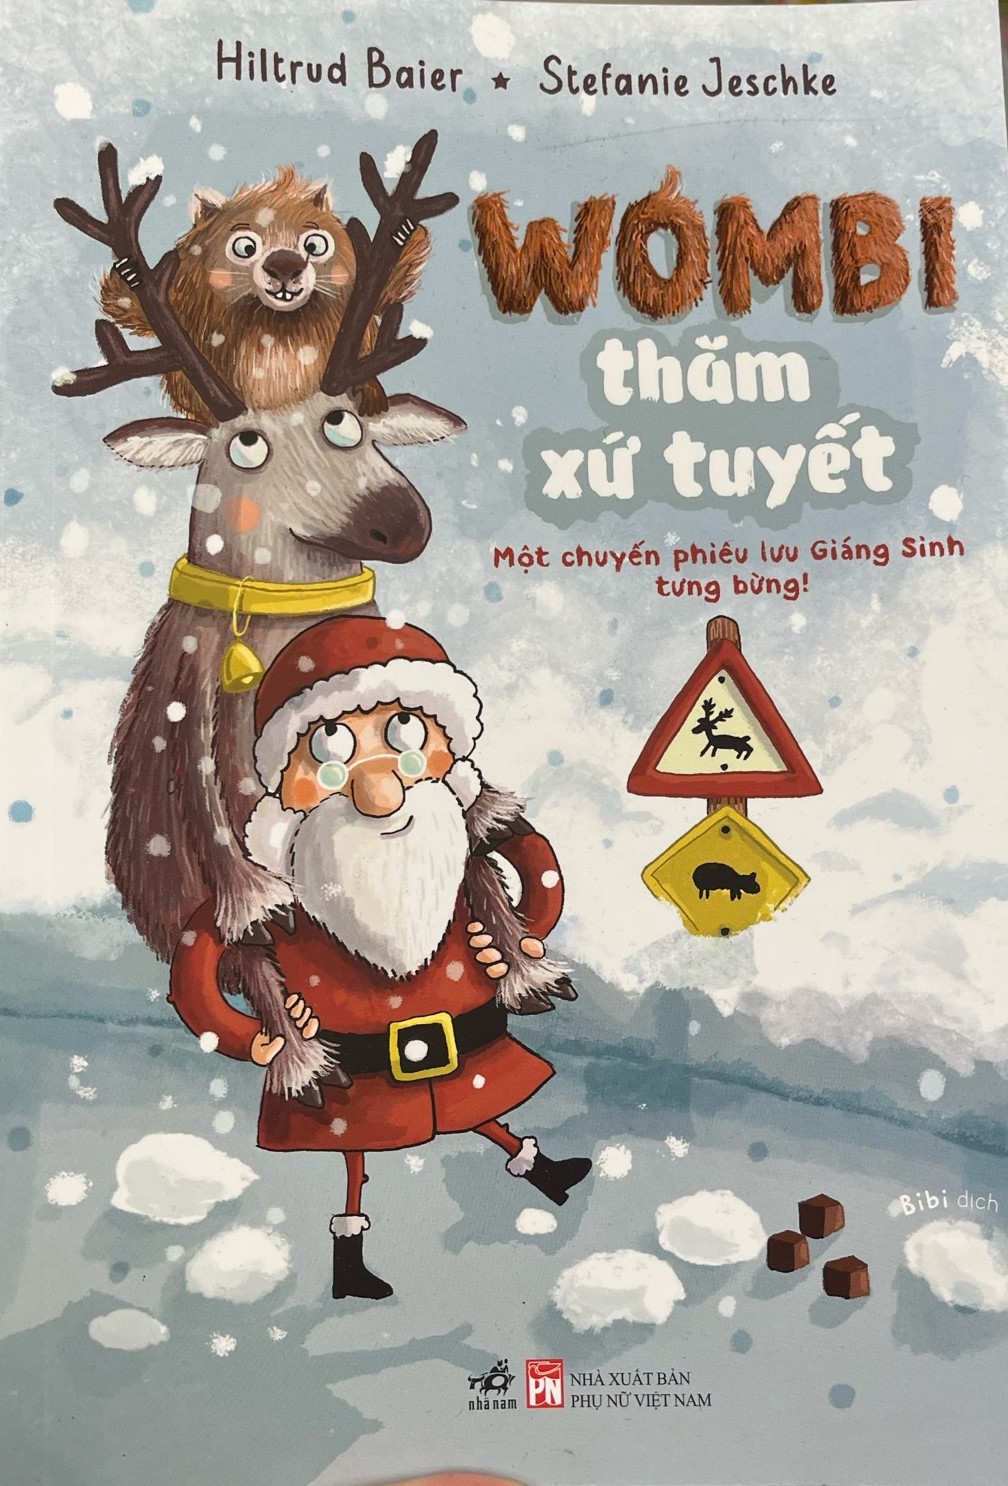 Hiltrud Baier ★ Stefanie Jeschke
WOMBI
thăm
xứ tuyết
Một chuyến phiêu lưu Giáng Sinh
tưng bừng!
Bibi dịch
nhã nam
PN
NHÀ XUẤT BẢN
PHỤ NỮ VIỆT NAM